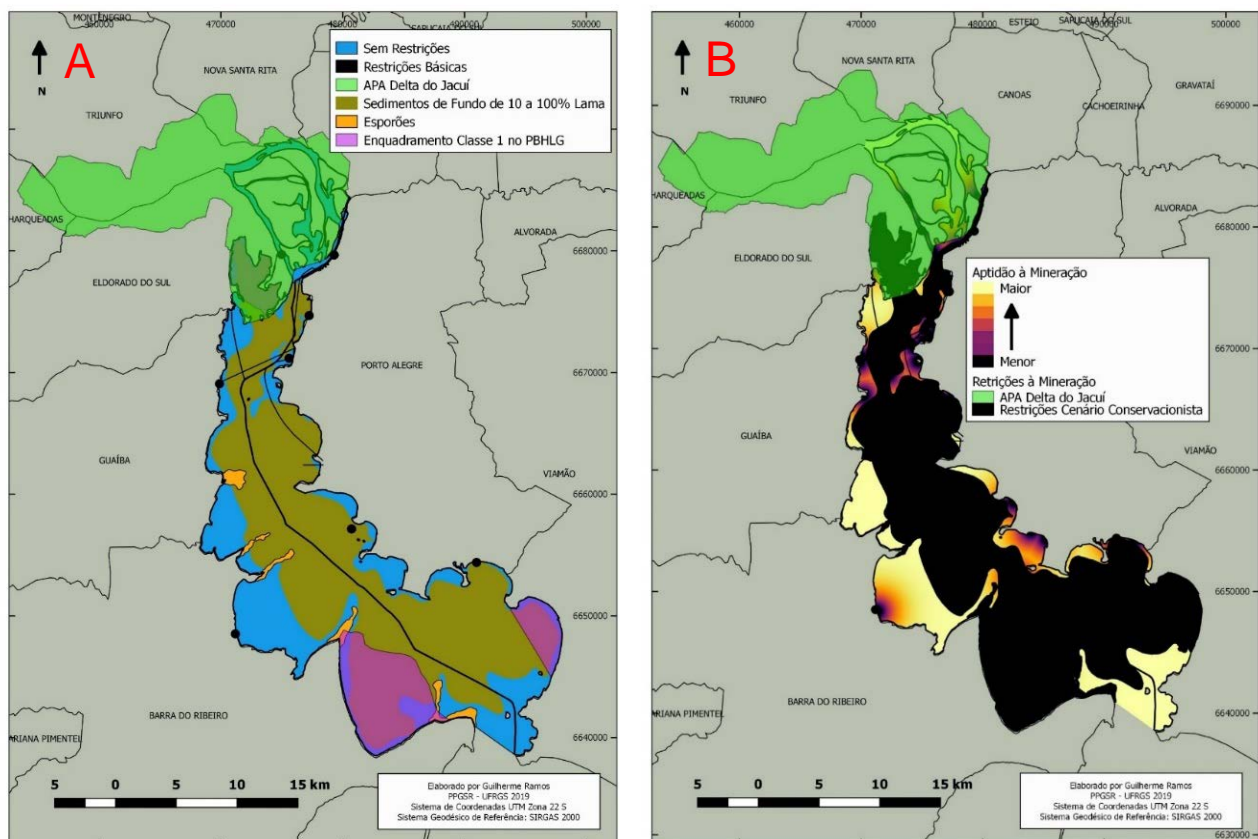 MONTENEGRO
SAPUCAIA DO SUL
470000
480000
490000
500000
A
N
NOVA SANTA RITA
TRIUNFO
Sem Restrições
Restrições Básicas
APA Delta do Jacuí
Sedimentos de Fundo de 10 a 100% Lama
Esporões
Enquadramento Classe 1 no PBHLG
HARQUEADAS
ALVORADA
ELDORADO DO SUL
6680000
PORTO ALEGRE
6670000
GUAÍBA
VIAMÃO
6660000
6650000
BARRA DO RIBEIRO
ARIANA PIMENTEL
6640000
5 0 5 10 15 km
Elaborado por Guilherme Ramos
PPGSR - UFRGS 2019
Sistema de Coordenadas UTM Zona 22 S
Sistema Geodésico de Referência: SIRGAS 2000
460000
470000
480000
490000
500000
ESTEIO
SAPUCAIA DO SUL
B
N
NOVA SANTA RITA
CANOAS
GRAVATAÍ
TRIUNFO
CACHOEIRINHA
6690000
HARQUEADAS
ALVORADA
6680000
ELDORADO DO SUL
Aptidão à Mineração
Maior
Menor
Retrições à Mineração
APA Delta do Jacuí
Restrições Cenário Conservacionista
6670000
GUAÍBA
VIAMÃO
6660000
6650000
BARRA DO RIBEIRO
ARIANA PIMENTEL
6640000
5 0 5 10 15 km
Elaborado por Guilherme Ramos
PPGSR - UFRGS 2019
Sistema de Coordenadas UTM Zona 22 S
Sistema Geodésico de Referência: SIRGAS 2000
6630000